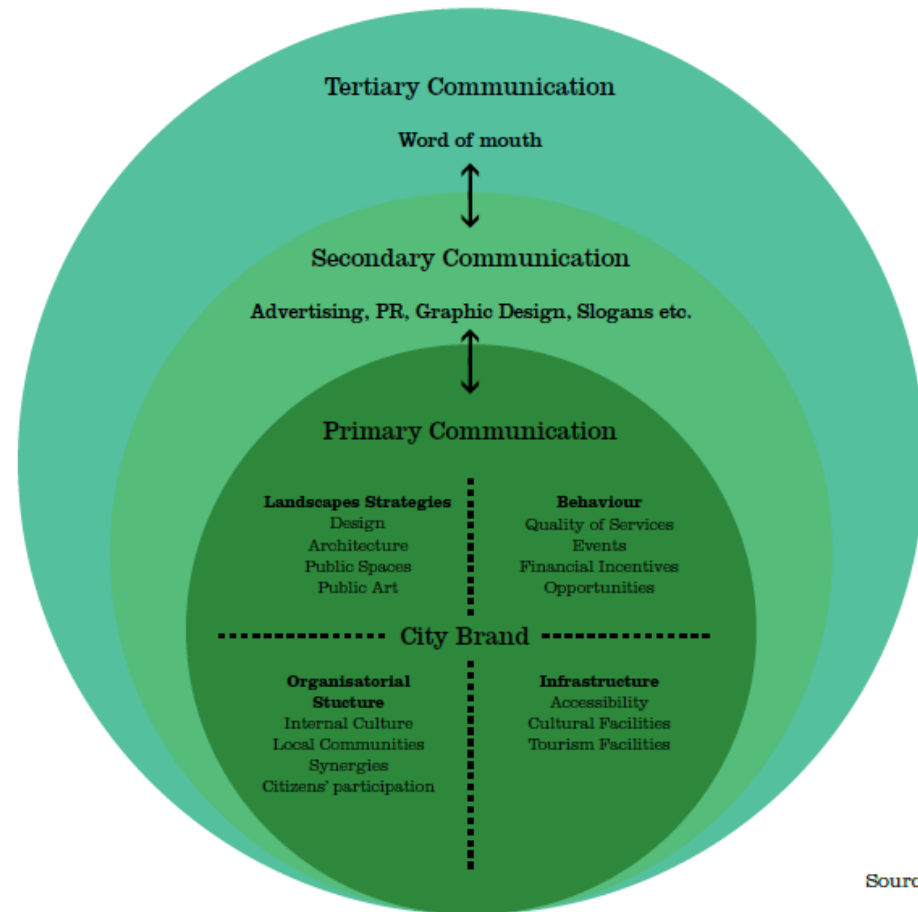 Tertiary Communication
Word of mouth
Secondary Communication
Advertising, PR, Graphic Design, Slogans etc.
Primary Communication
Landscapes Strategies
Design
Architecture
Public Spaces
Public Art
Behaviour
Quality of Services
Events
Financial Incentives
Opportunities
City Brand
Organisatorial
Stucture
Internal Culture
Local Communities
Synergies
Citizens' participation
Infrastructure
Accessibility
Cultural Facilities
Tourism Facilities